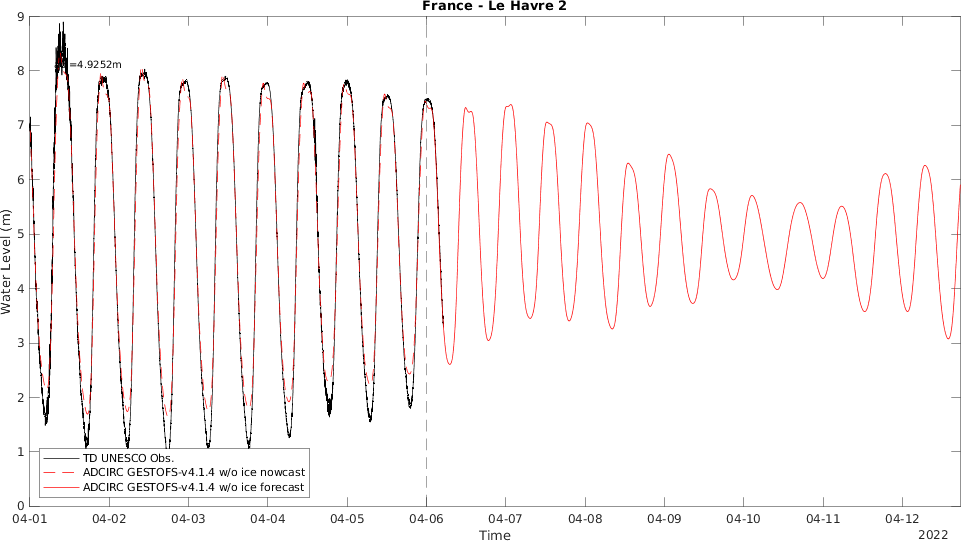 France - Le Havre 2
9
8
7
6
5
4
3
2
1
0
Water Level (m)
=4.9252m
TD UNESCO Obs.
ADCIRC GESTOFS-v4.1.4 w/o ice nowcast
ADCIRC GESTOFS-v4.1.4 w/o ice forecast
04-01 04-02 04-03 04-04 04-05 04-06 04-07 04-08 04-09 04-10 04-11 04-12
Time
2022